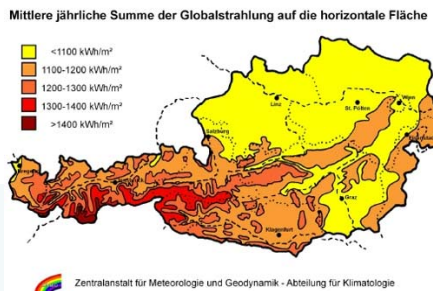 Mittlere jährliche Summe der Globalstrahlung auf die horizontale Fläche
<1100 kWh/m²
1100-1200 kWh/m²
1200-1300 kWh/m²
1300-1400 kWh/m²
>1400 kWh/m²
Linz
St. Pölten
Wien
Salzburg
Graz
Klagenfurt
Zentralanstalt für Meteorologie und Geodynamik - Abteilung für Klimatologie